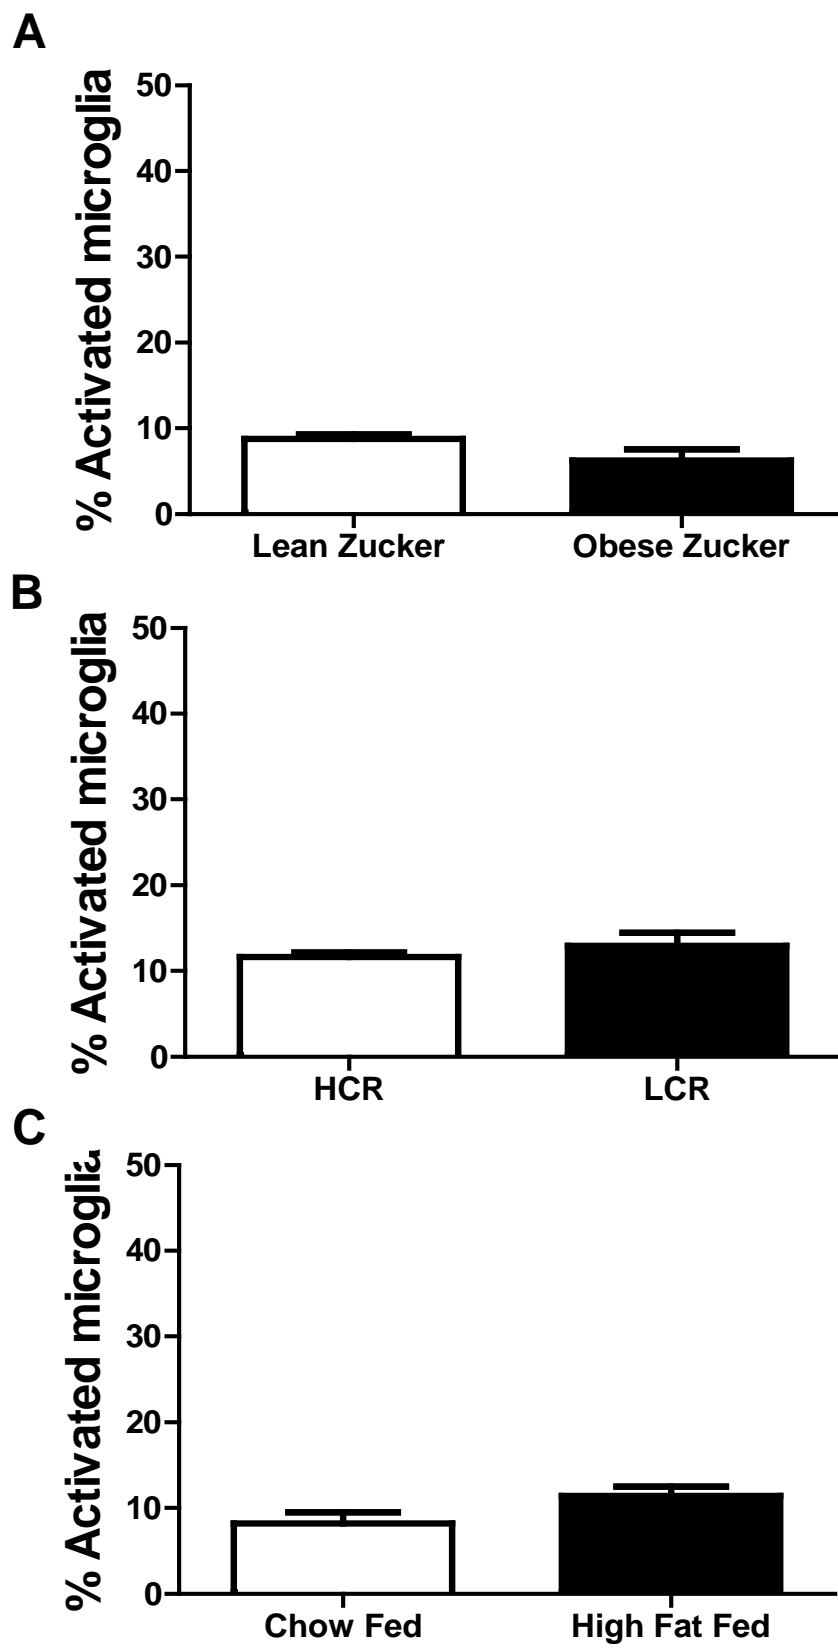 A
% Activated microglia
50
40
30
20
10
0
Lean Zucker
Obese Zucker
B
% Activated microglia
50
40
30
20
10
0
HCR
LCR
C
% Activated microglia
50
40
30
20
10
0
Chow Fed
High Fat Fed